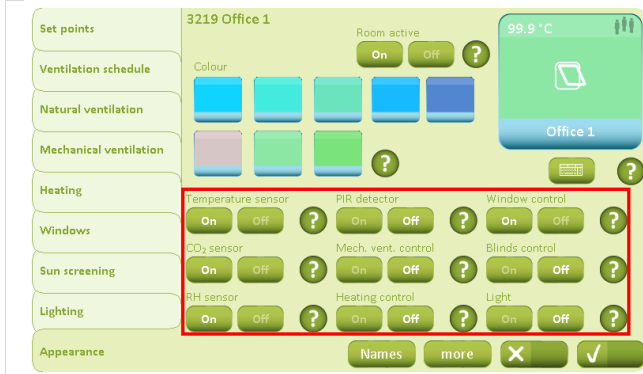 3219 Office 1
Set points
Ventilation schedule
Natural ventilation
Mechanical ventilation
Heating
Windows
Sun screening
Lighting
Appearance
Room active
On Off ?
Colour
?
99.9 °C
Office 1
?
Temperature sensor PIR detector Window control
On Off ? On Off ? On Off ?
CO₂ sensor Mech. vent. control Blinds control
On Off ? On Off ? On Off ?
RH sensor Heating control Light
On Off ? On Off ? On Off ?
Names more